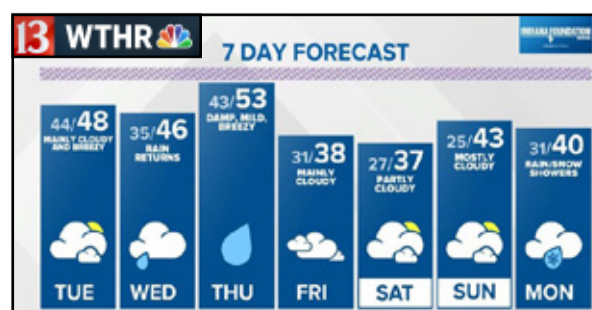 13 WTHR
INDIANA FOUNDATION
7 DAY FORECAST
44/48
MAINLY CLOUDY
AND BREEZY
TUE
35/46
RAIN
RETURNS
WED
43/53
DAMP, MILD,
BREEZY
THU
31/38
MAINLY
CLOUDY
FRI
27/37
PARTLY
CLOUDY
SAT
25/43
MOSTLY
CLOUDY
SUN
31/40
RAIN/SNOW
SHOWERS
MON